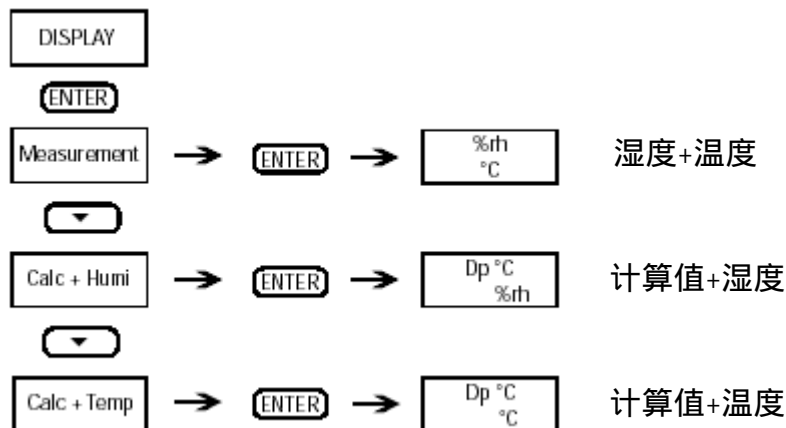 DISPLAY
ENTER
Measurement ENTER %rh 湿度+温度
°C
Calc + Humi ENTER Dp °C 计算值+湿度
%rh
Calc + Temp ENTER Dp °C 计算值+温度
°C